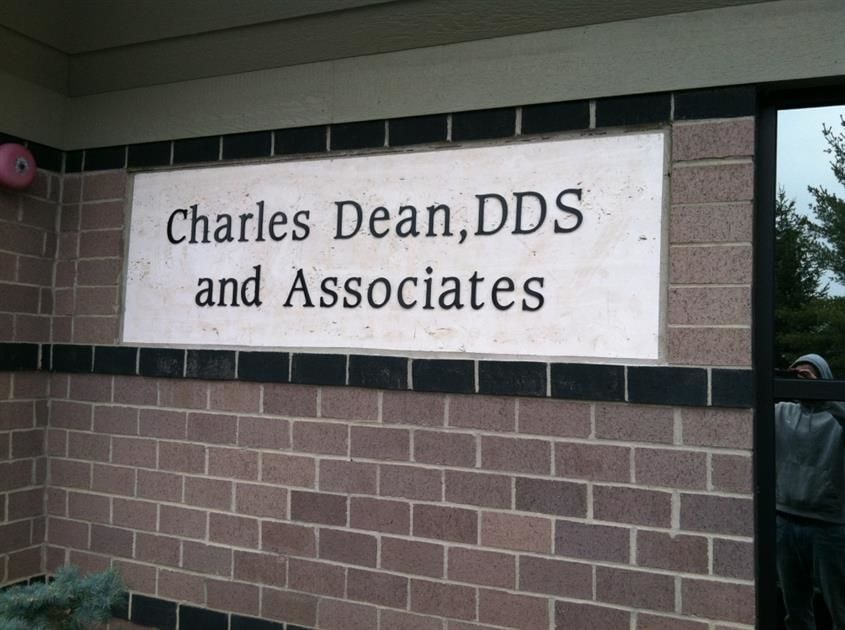 Charles Dean,DDS
and Associates